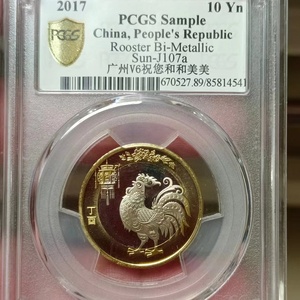 2017 10 Yn
PCGS Sample
China, People's Republic
Rooster Bi-Metallic
Sun-J107a
广州V6祝您和和美美
670527.89/85814541
PCGS
丁酉